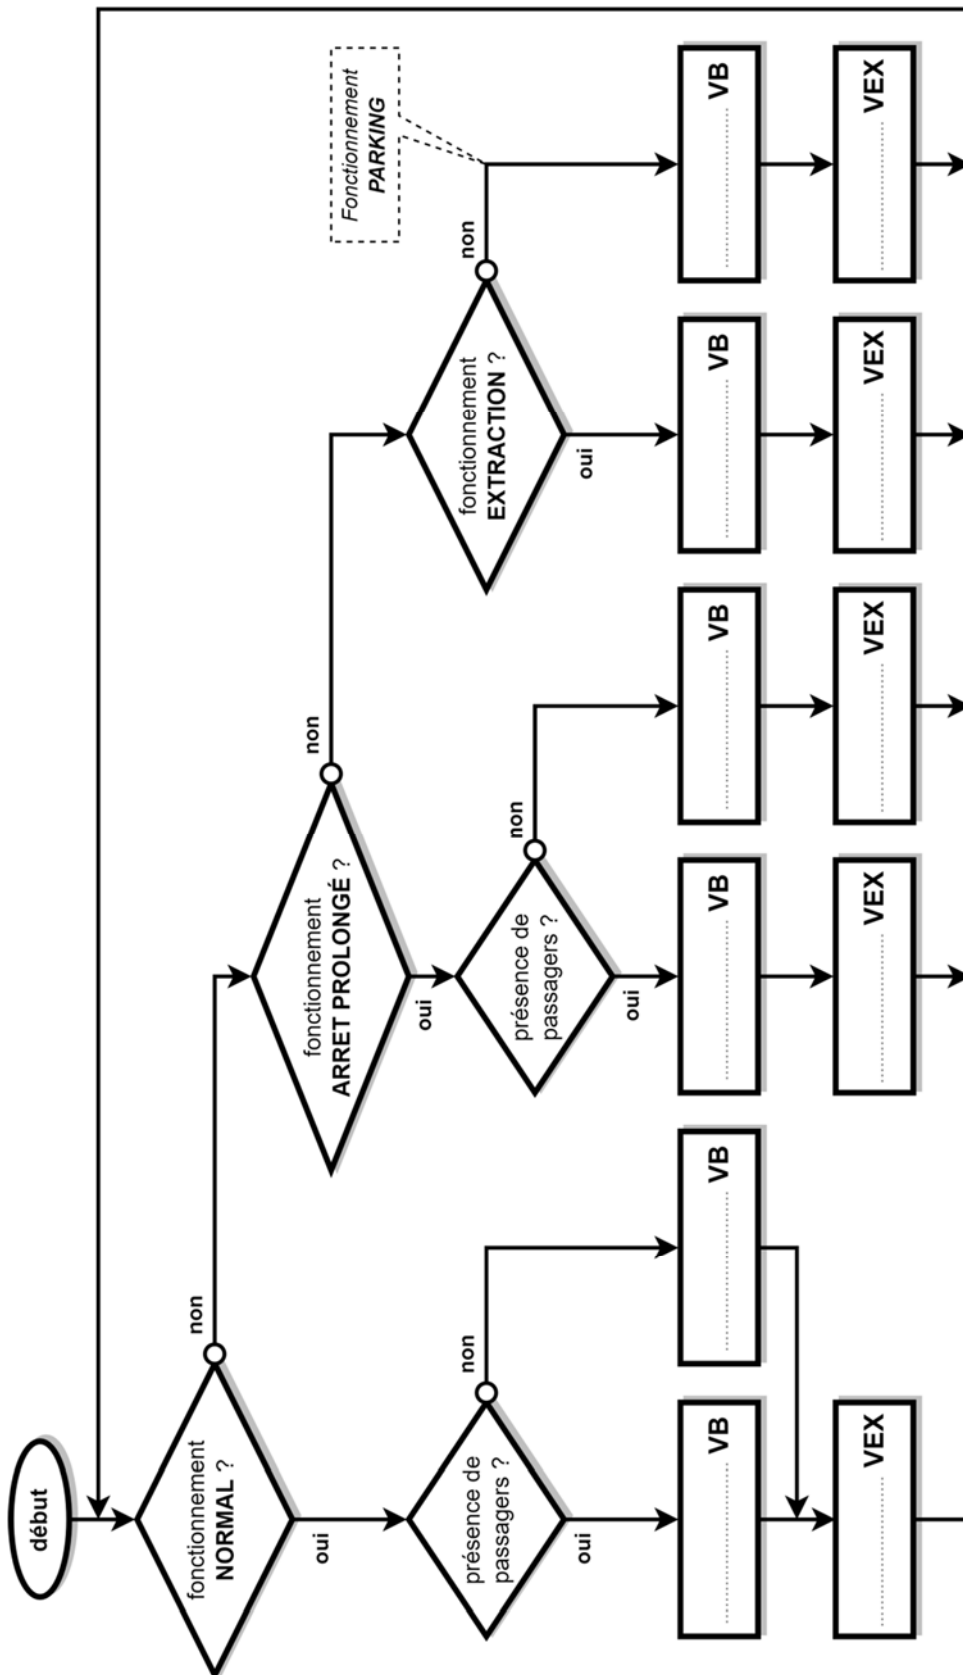 début
fonctionnement
NORMAL ?
non
oui
présence de
passagers ?
non
oui
fonctionnement
ARRET PROLONGÉ ?
non
oui
présence de
passagers ?
non
oui
fonctionnement
EXTRACTION ?
non
oui
Fonctionnement
PARKING
VB
VB
VB
VB
VB
VB
VEX
VEX
VEX
VEX
VEX